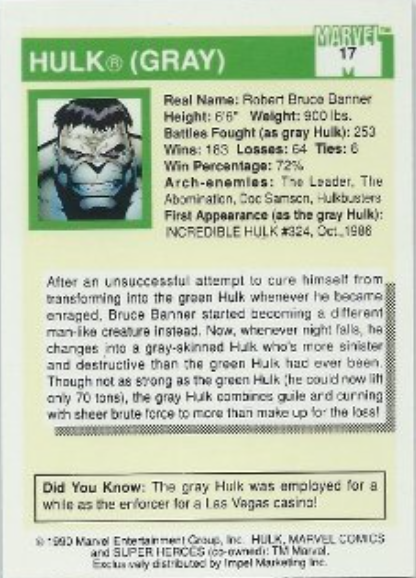 MARVEL™
17
HULK® (GRAY)
Real Name: Robert Bruce Banner
Height: 6'6" Weight: 900 lbs.
Battles Fought (as gray Hulk): 253
Wins: 183 Losses: 64 Ties: 6
Win Percentage: 72%
Arch-enemies: The Leader, The
Abomination, Doc Samson, Hulkbusters
First Appearance (as the gray Hulk):
INCREDIBLE HULK #324, Oct., 1986
After an unsuccessful attempt to cure himself from
transforming into the green Hulk whenever he became
enraged, Bruce Banner started becoming a different
man-like creature instead. Now, whenever night falls, he
changes into a gray-skinned Hulk who's more sinister
and destructive than the green Hulk had ever been.
Though not as strong as the green Hulk (he could now lift
only 70 tons), the gray Hulk combines guile and cunning
with sheer brute force to more than make up for the loss!
Did You Know: The gray Hulk was employed for a
while as the enforcer for a Las Vegas casino!
© 1990 Marvel Entertainment Group, Inc. HULK, MARVEL COMICS
and SUPER HEROES (co-owned): TM Marvel.
Exclusively distributed by Impel Marketing Inc.